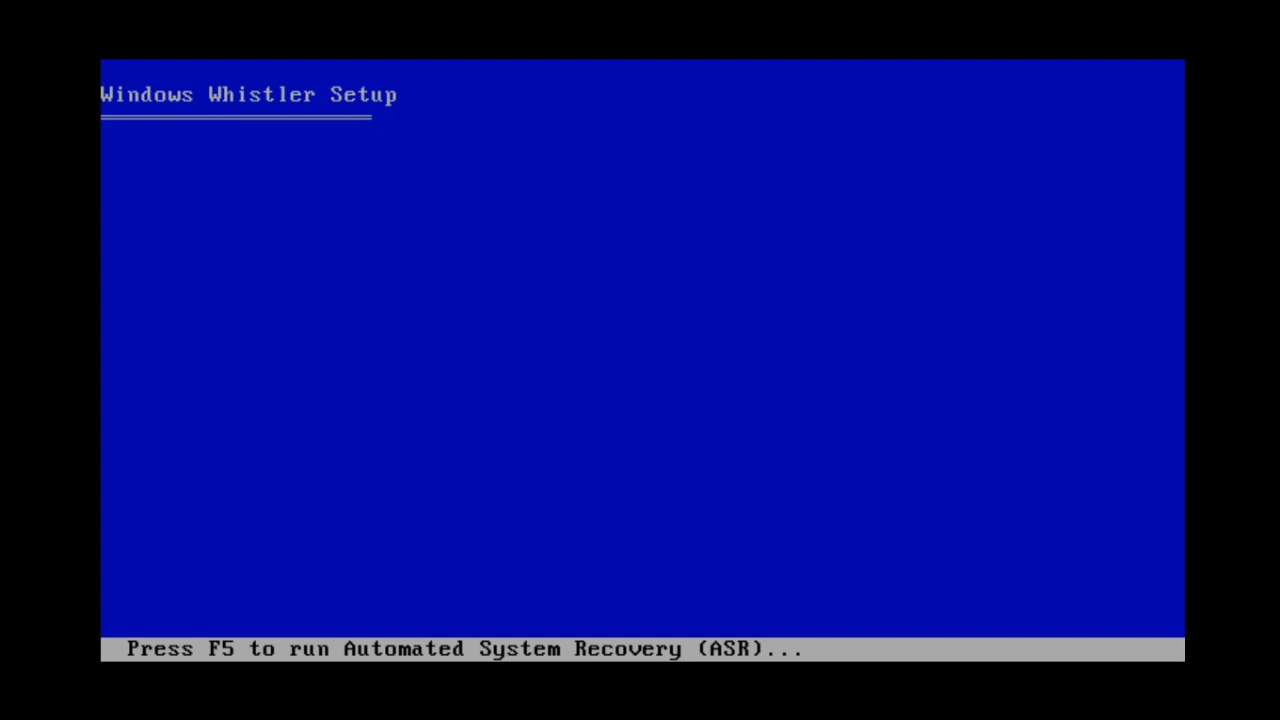 Windows Whistler Setup
Press F5 to run Automated System Recovery (ASR)...